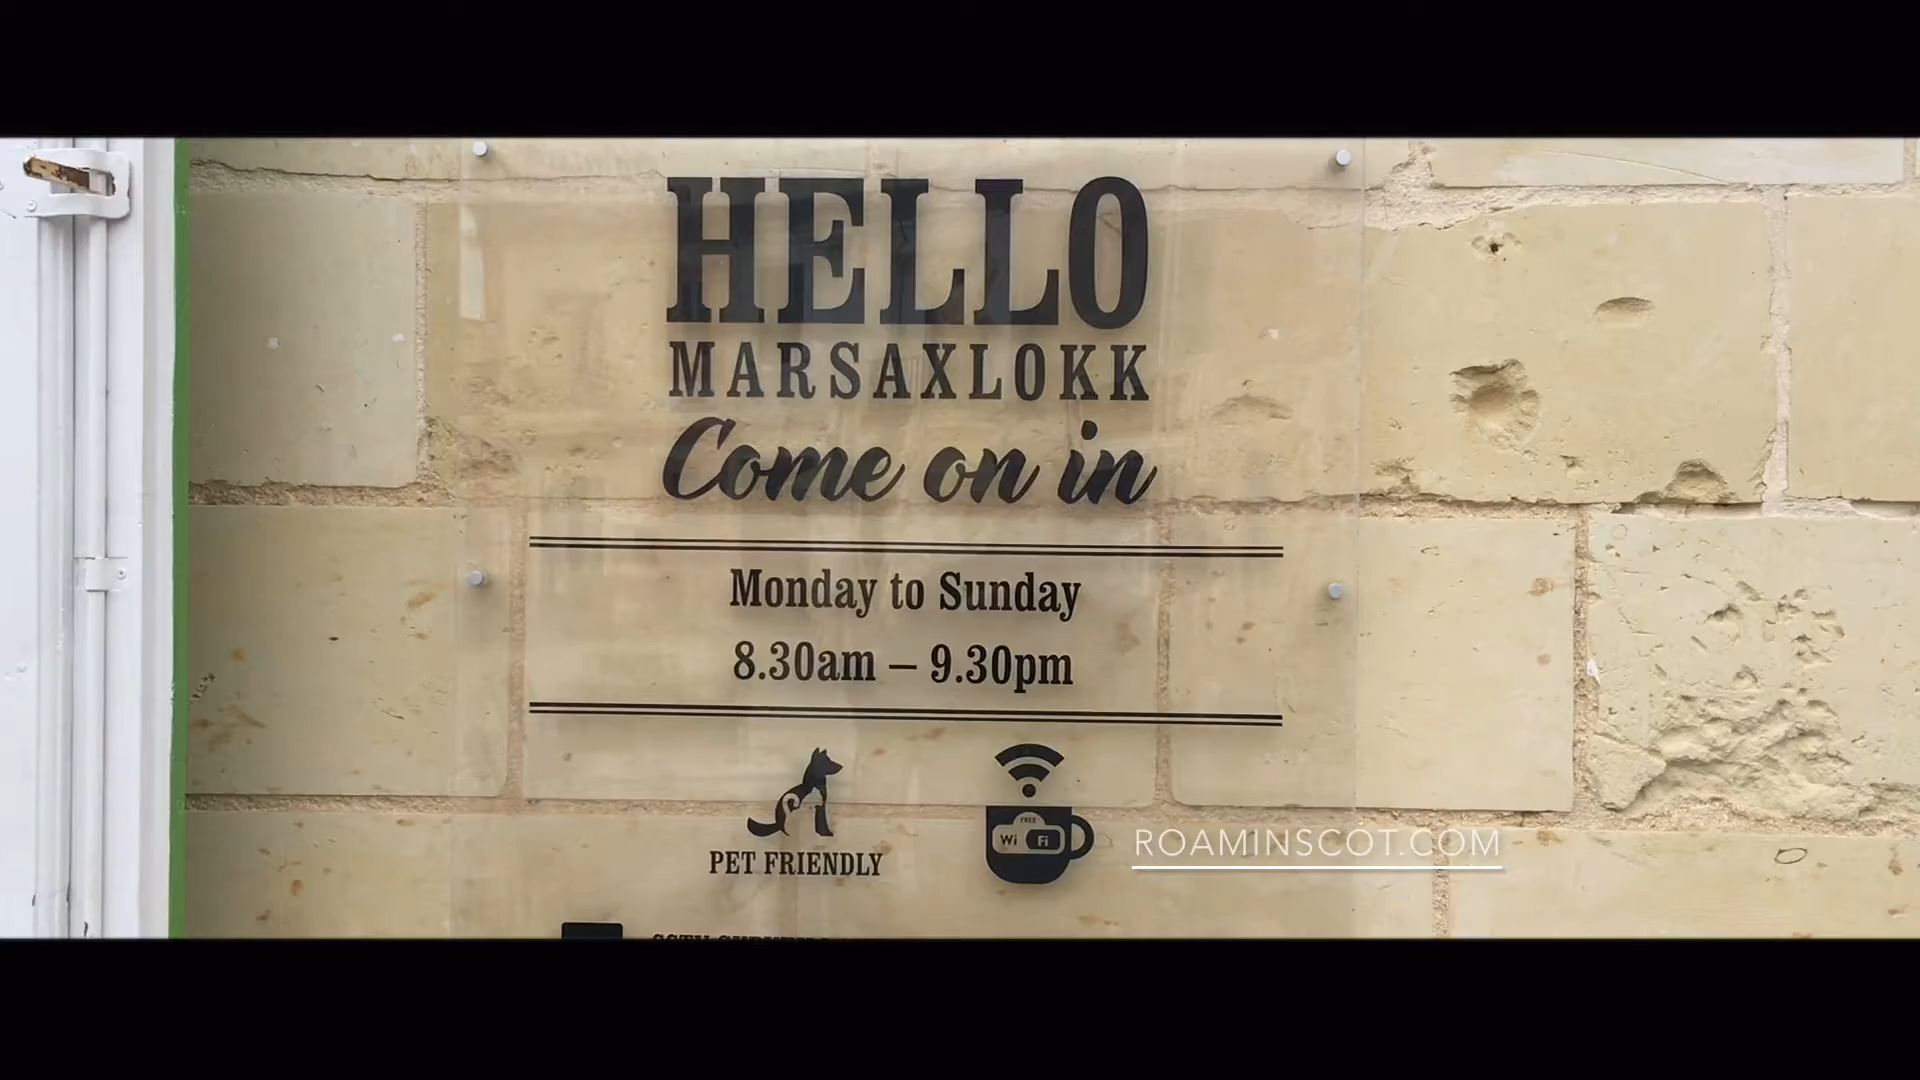 HELLO
MARSAXLOKK
Come on in
Monday to Sunday
8.30am – 9.30pm
FREE
Wi Fi
PET FRIENDLY
ROAMINSCOT.COM